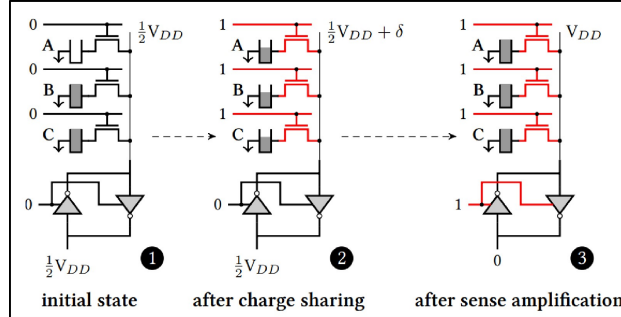 0 ½V_DD
A
0
B
0
C
0
½V_DD
1
initial state
1 ½V_DD + δ
A
1
B
1
C
0
½V_DD
2
after charge sharing
1 V_DD
A
1
B
1
C
1
0
3
after sense amplification